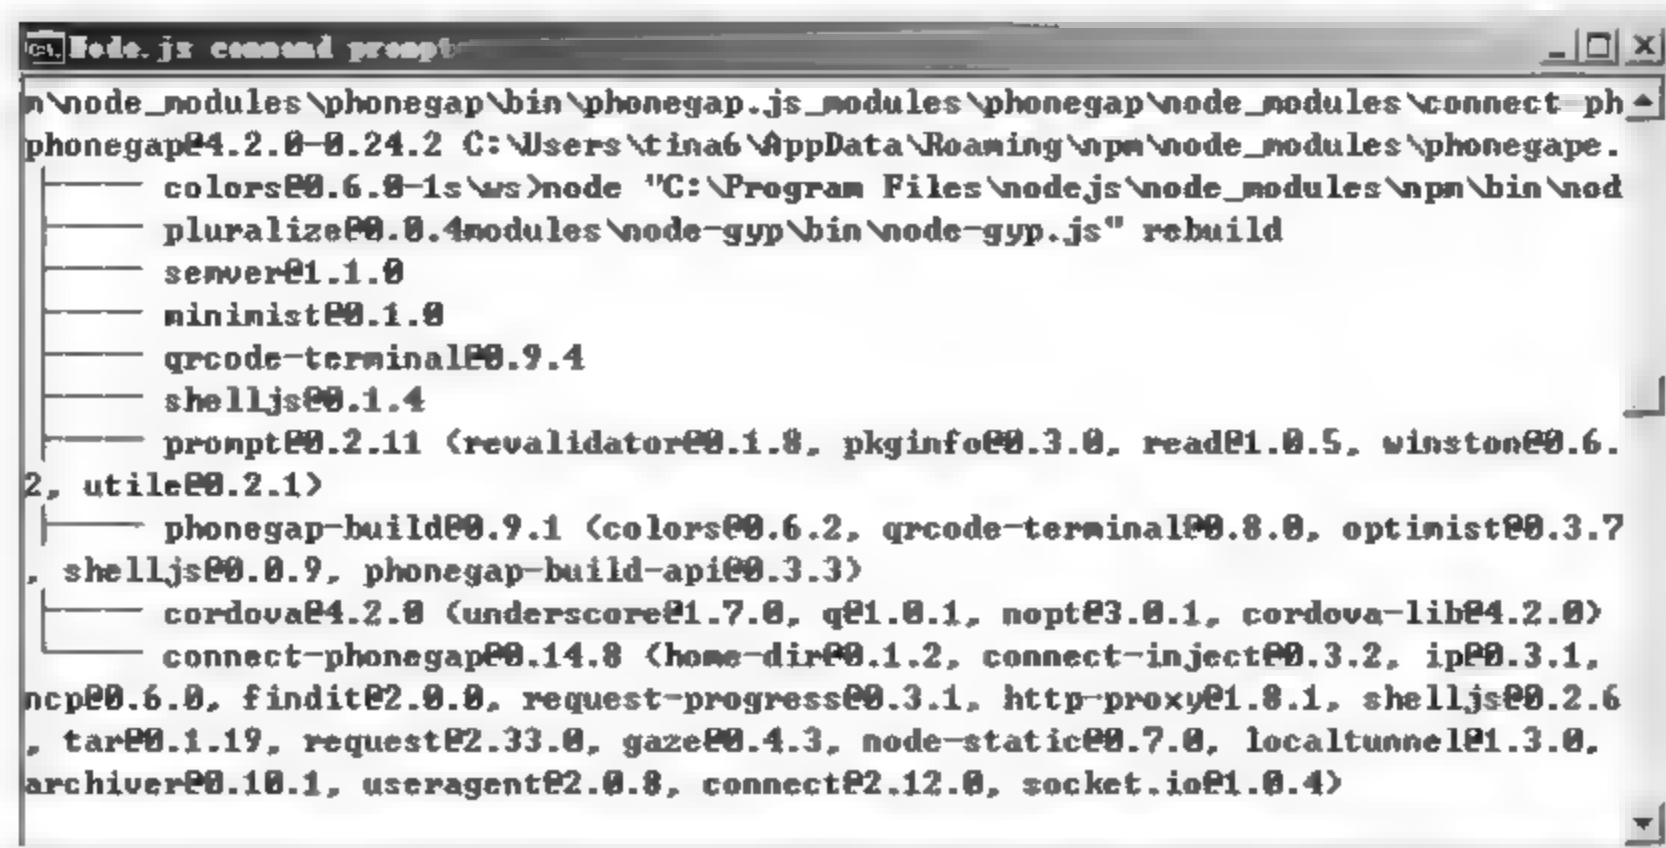 Node.js command prompt
m\node_modules\phonegap\bin\phonegap.js_modules\phonegap\node_modules\connect-ph
phonegap@4.2.0-0.24.2 C:\Users\tina6\AppData\Roaming\npm\node_modules\phonegape.
├── colors@0.6.0-1s\ws>node "C:\Program Files\nodejs\node_modules\npm\bin\nod
├── pluralize@0.0.4modules\node-gyp\bin\node-gyp.js" rebuild
├── semver@1.1.0
├── minimist@0.1.0
├── qrcode-terminal@0.9.4
├── shelljs@0.1.4
├── prompt@0.2.11 (revalidator@0.1.8, pkginfo@0.3.0, read@1.0.5, winston@0.6.
2, utile@0.2.1)
├── phonegap-build@0.9.1 (colors@0.6.2, qrcode-terminal@0.8.0, optimist@0.3.7
, shelljs@0.0.9, phonegap-build-api@0.3.3)
├── cordova@4.2.0 (underscore@1.7.0, q@1.0.1, nopt@3.0.1, cordova-lib@4.2.0)
└── connect-phonegap@0.14.8 (home-dir@0.1.2, connect-inject@0.3.2, ip@0.3.1,
ncp@0.6.0, findit@2.0.0, request-progress@0.3.1, http-proxy@1.8.1, shelljs@0.2.6
, tar@0.1.19, request@2.33.0, gaze@0.4.3, node-static@0.7.0, localtunnel@1.3.0,
archiver@0.10.1, useragent@2.0.8, connect@2.12.0, socket.io@1.0.4)